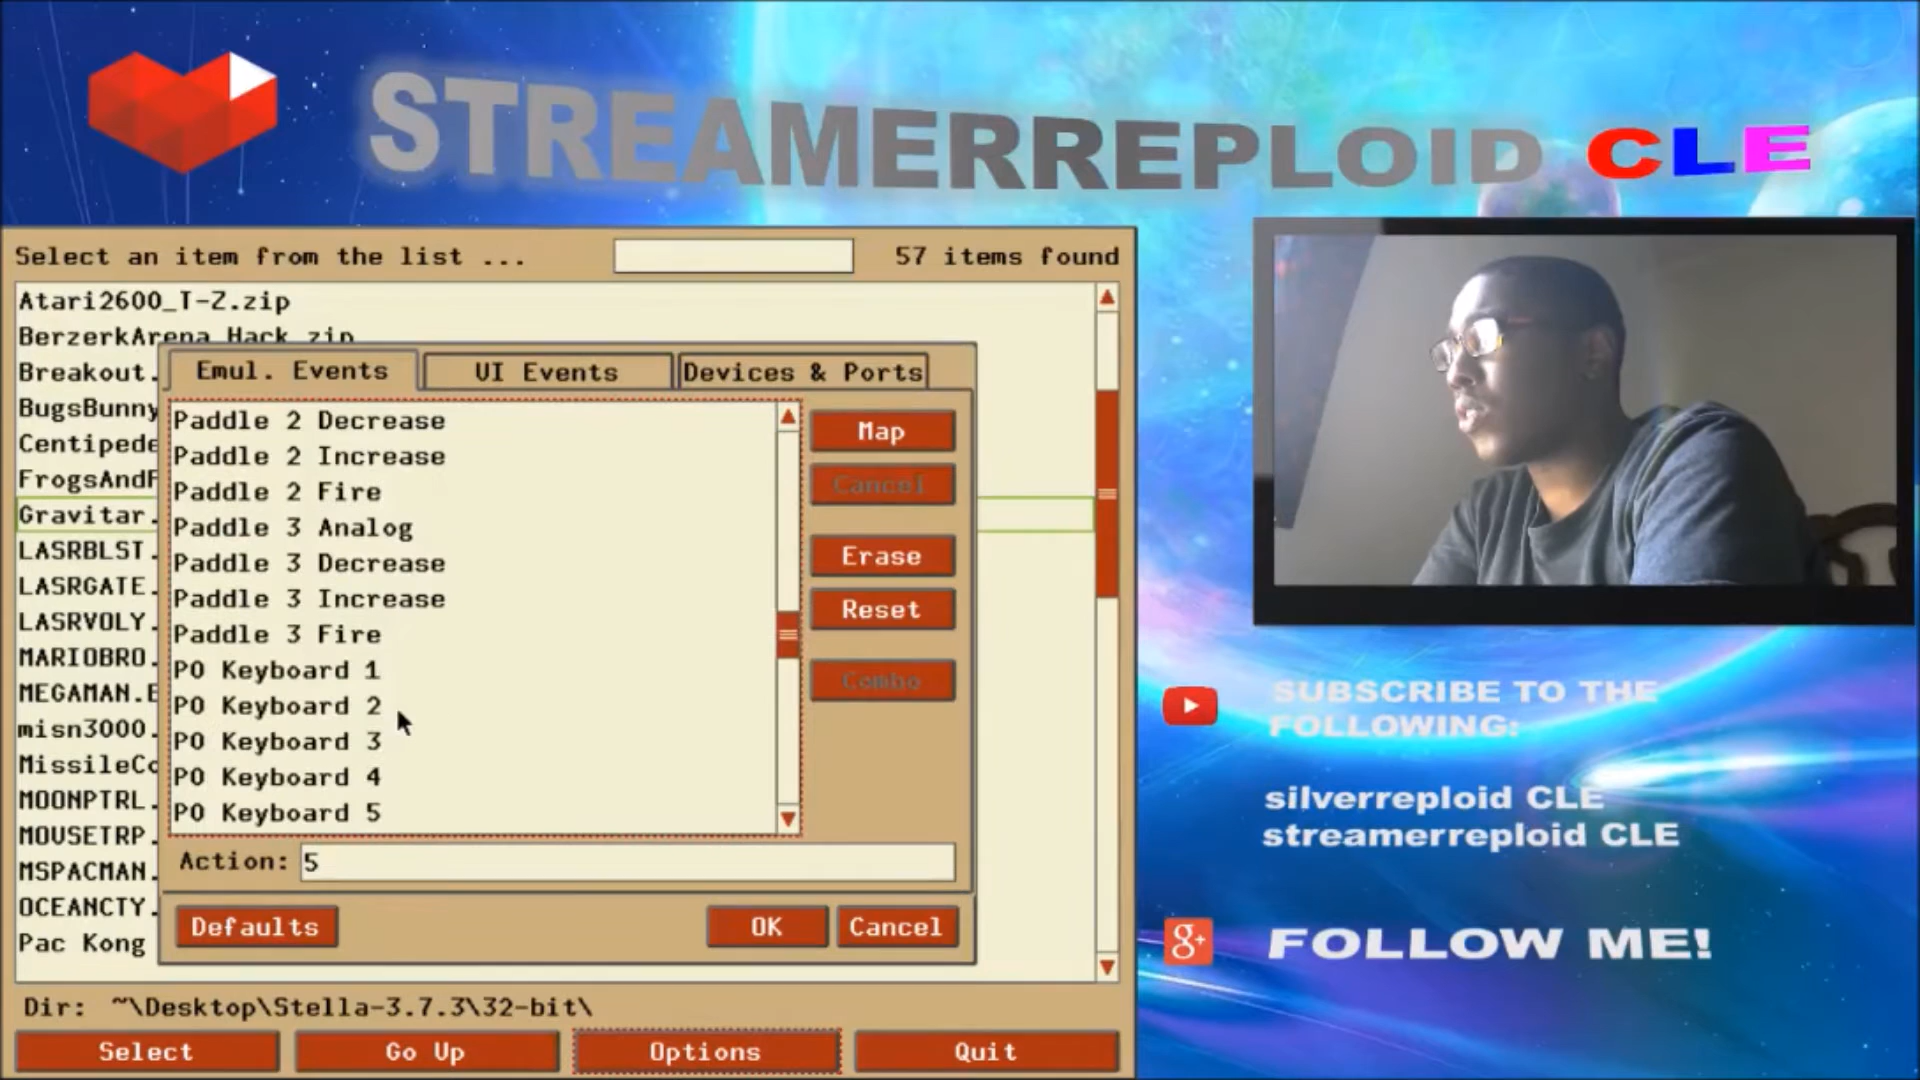 STREAMERREPLOID CLE
Select an item from the list ...
57 items found
Atari2600_T-Z.zip
BerzerkArena Hack.zip
Breakout.
BugsBunny
Centipede
FrogsAndF
Gravitar.
LASRBLST.
LASRGATE.
LASRVOLY.
MARIOBRO.
MEGAMAN.B
misn3000.
MissileCo
MOONPTRL.
MOUSETRP.
MSPACMAN.
OCEANCTY.
Pac Kong
Emul. Events
UI Events
Devices & Ports
Paddle 2 Decrease
Paddle 2 Increase
Paddle 2 Fire
Paddle 3 Analog
Paddle 3 Decrease
Paddle 3 Increase
Paddle 3 Fire
P0 Keyboard 1
P0 Keyboard 2
P0 Keyboard 3
P0 Keyboard 4
P0 Keyboard 5
Map
Cancel
Erase
Reset
Combo
Action: 5
Defaults
OK
Cancel
Dir: ~\Desktop\Stella-3.7.3\32-bit\
Select
Go Up
Options
Quit
SUBSCRIBE TO THE
FOLLOWING:
silverreploid CLE
streamerreploid CLE
g+
FOLLOW ME!